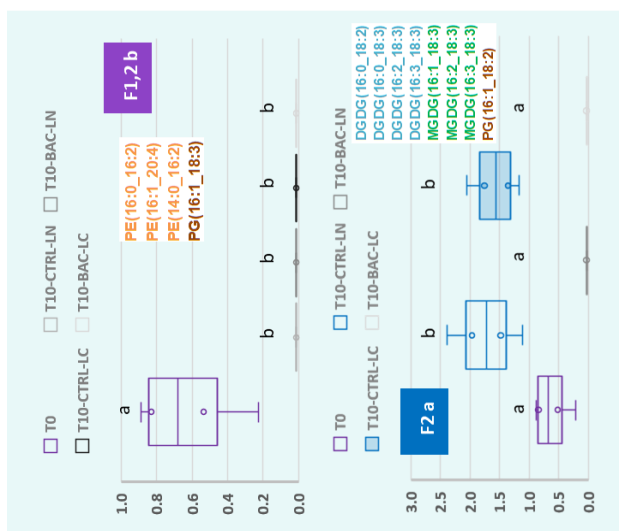 T0
T10-CTRL-LN
T10-BAC-LN
T10-CTRL-LC
T10-BAC-LC
F1,2 b
PE(16:0_16:2)
PE(16:1_20:4)
PE(14:0_16:2)
PG(16:1_18:3)
a
b
b
b
b
1.0
0.8
0.6
0.4
0.2
0.0
T0
T10-CTRL-LN
T10-BAC-LN
T10-CTRL-LC
T10-BAC-LC
F2 a
DGDG(16:0_18:2)
DGDG(16:0_18:3)
DGDG(16:2_18:3)
DGDG(16:3_18:3)
MGDG(16:1_18:3)
MGDG(16:2_18:3)
MGDG(16:3_18:3)
PG(16:1_18:2)
a
b
a
b
a
3.0
2.5
2.0
1.5
1.0
0.5
0.0